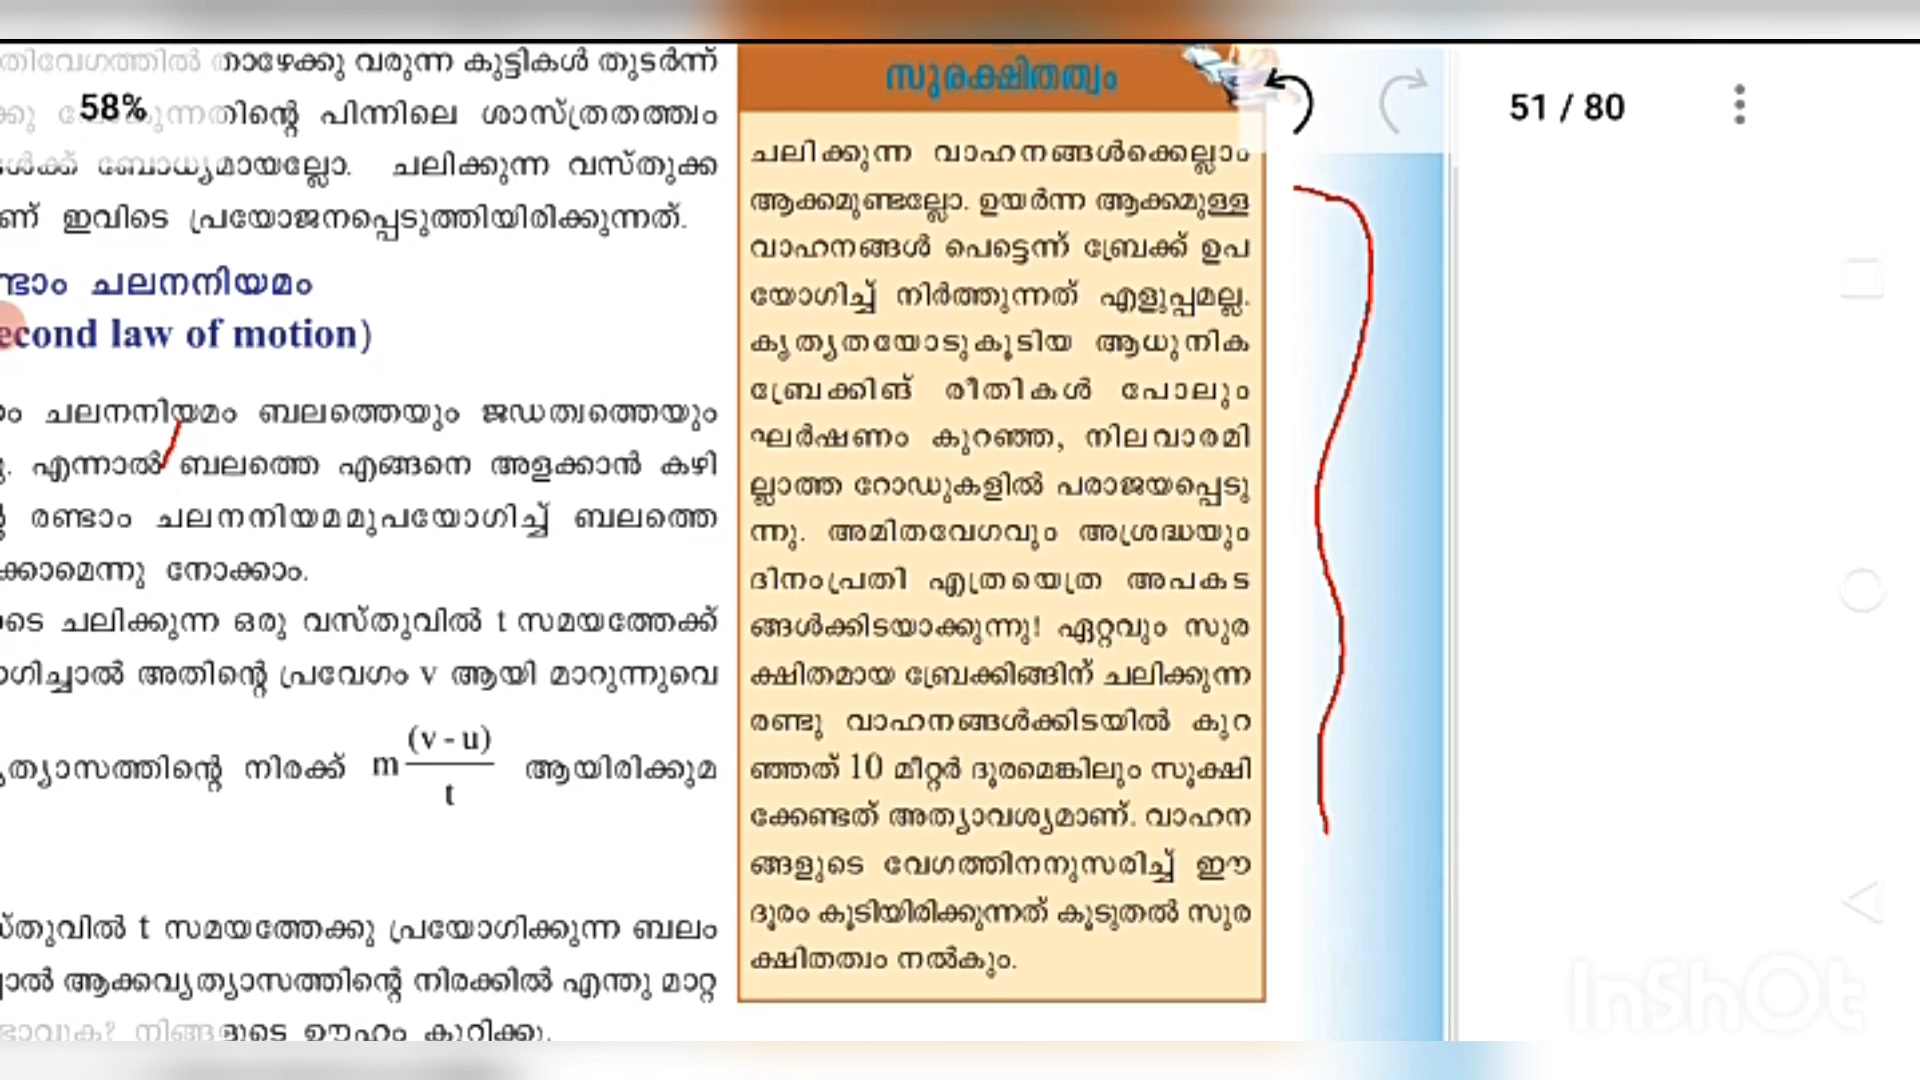 തിവേഗത്തിൽ താഴേക്കു വരുന്ന കുട്ടികൾ തുടർന്ന്
58%
തിന്റെ പിന്നിലെ ശാസ്ത്രതത്ത്വം
ൾക്ക് ബോധ്യമായല്ലോ. ചലിക്കുന്ന വസ്തുക്ക
ണ് ഇവിടെ പ്രയോജനപ്പെടുത്തിയിരിക്കുന്നത്.
ണ്ടാം ചലനനിയമം
econd law of motion)
ം ചലനനിയമം ബലത്തെയും ജഡത്വത്തെയും
എന്നാൽ ബലത്തെ എങ്ങനെ അളക്കാൻ കഴി
രണ്ടാം ചലനനിയമമുപയോഗിച്ച് ബലത്തെ
ക്കാമെന്നു നോക്കാം.
ടെ ചലിക്കുന്ന ഒരു വസ്തുവിൽ t സമയത്തേക്ക്
ഗിച്ചാൽ അതിന്റെ പ്രവേഗം v ആയി മാറുന്നുവെ
ത്യാസത്തിന്റെ നിരക്ക് m (v - u) / t ആയിരിക്കുമ
സ്തുവിൽ t സമയത്തേക്കു പ്രയോഗിക്കുന്ന ബലം
ാൽ ആക്കവ്യത്യാസത്തിന്റെ നിരക്കിൽ എന്തു മാറ്റ
ാവുക? നിങ്ങളുടെ ഊഹം കുറിക്കൂ.
സുരക്ഷിതത്വം
ചലിക്കുന്ന വാഹനങ്ങൾക്കെല്ലാം
ആക്കമുണ്ടല്ലോ. ഉയർന്ന ആക്കമുള്ള
വാഹനങ്ങൾ പെട്ടെന്ന് ബ്രേക്ക് ഉപ
യോഗിച്ച് നിർത്തുന്നത് എളുപ്പമല്ല.
കൃത്യതയോടുകൂടിയ ആധുനിക
ബ്രേക്കിങ് രീതികൾ പോലും
ഘർഷണം കുറഞ്ഞ, നിലവാരമി
ല്ലാത്ത റോഡുകളിൽ പരാജയപ്പെടു
ന്നു. അമിതവേഗവും അശ്രദ്ധയും
ദിനംപ്രതി എത്രയെത്ര അപകട
ങ്ങൾക്കിടയാക്കുന്നു! ഏറ്റവും സുര
ക്ഷിതമായ ബ്രേക്കിങ്ങിന് ചലിക്കുന്ന
രണ്ടു വാഹനങ്ങൾക്കിടയിൽ കുറ
ഞ്ഞത് 10 മീറ്റർ ദൂരമെങ്കിലും സൂക്ഷി
ക്കേണ്ടത് അത്യാവശ്യമാണ്. വാഹന
ങ്ങളുടെ വേഗത്തിനനുസരിച്ച് ഈ
ദൂരം കൂടിയിരിക്കുന്നത് കൂടുതൽ സുര
ക്ഷിതത്വം നൽകും.
51 / 80
InShOt